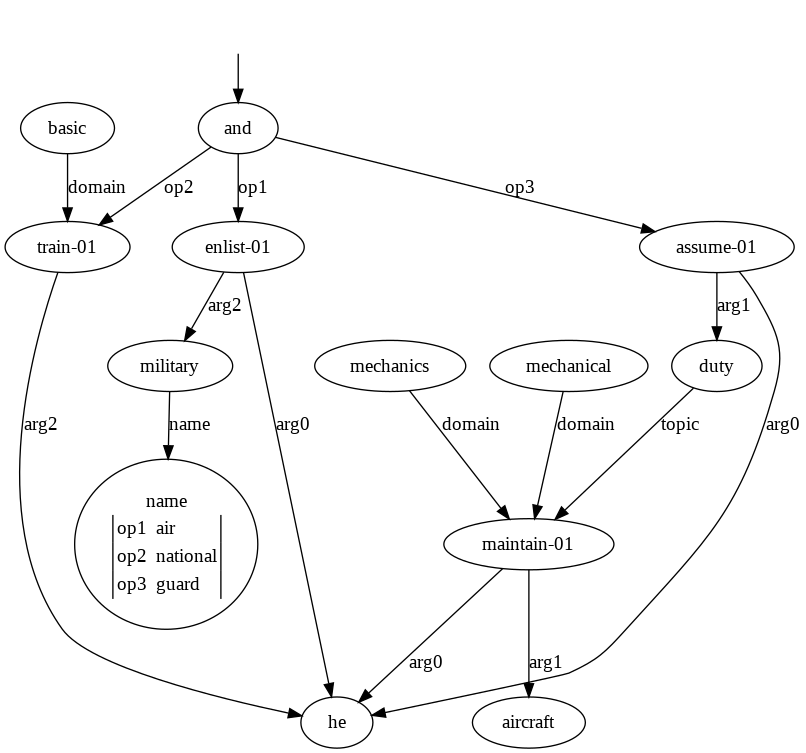 basic
and
domain
op2
op1
op3
train-01
enlist-01
assume-01
arg2
arg1
military
mechanics
mechanical
duty
arg2
name
arg0
domain
domain
topic
arg0
name
op1 air
op2 national
op3 guard
maintain-01
arg0
arg1
he
aircraft